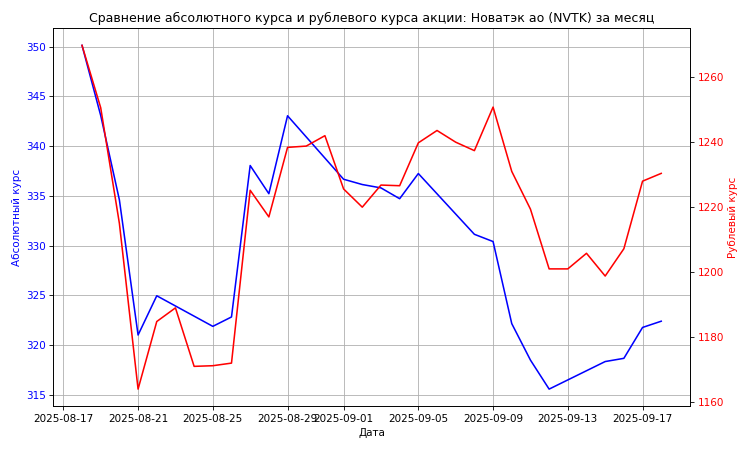 Сравнение абсолютного курса и рублевого курса акции: Новатэк ао (NVTK) за месяц
Абсолютный курс
350
345
340
335
330
325
320
315
1260
1240
1220
1200
1180
1160
Рублевый курс
2025-08-17 2025-08-21 2025-08-25 2025-08-29 2025-09-01 2025-09-05 2025-09-09 2025-09-13 2025-09-17
Дата